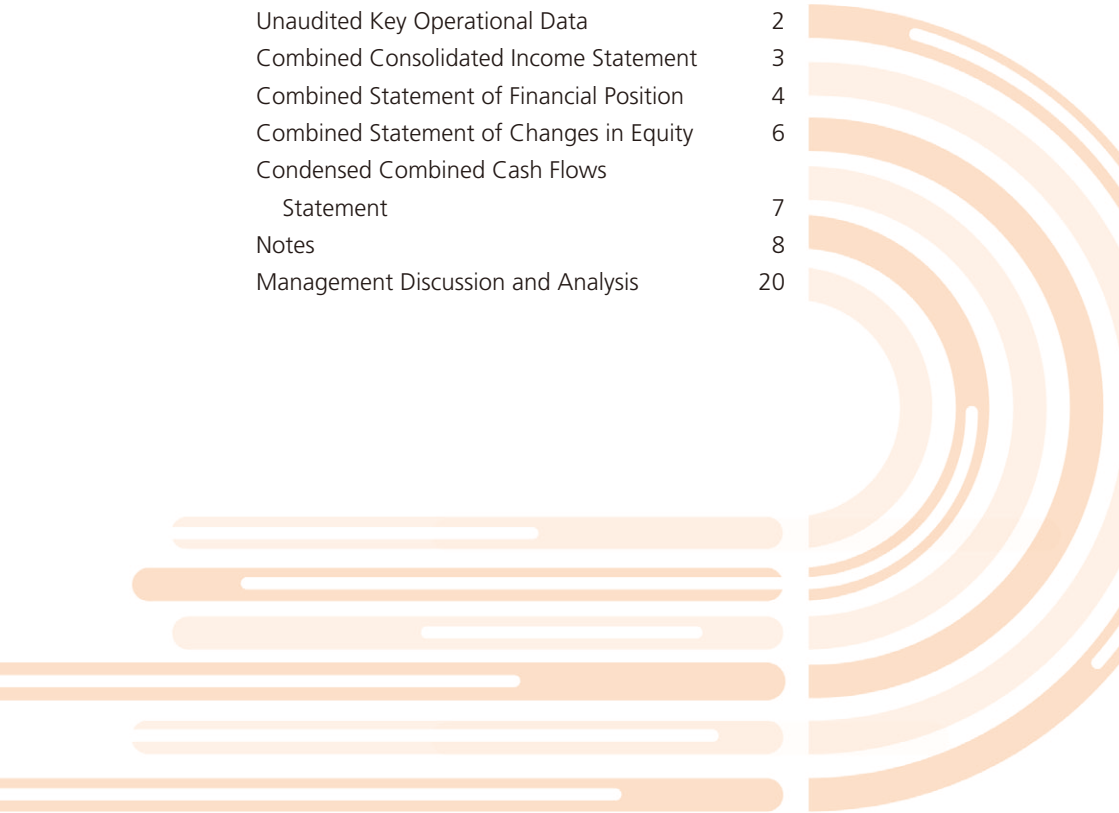 Unaudited Key Operational Data 2
Combined Consolidated Income Statement 3
Combined Statement of Financial Position 4
Combined Statement of Changes in Equity 6
Condensed Combined Cash Flows
Statement 7
Notes 8
Management Discussion and Analysis 20